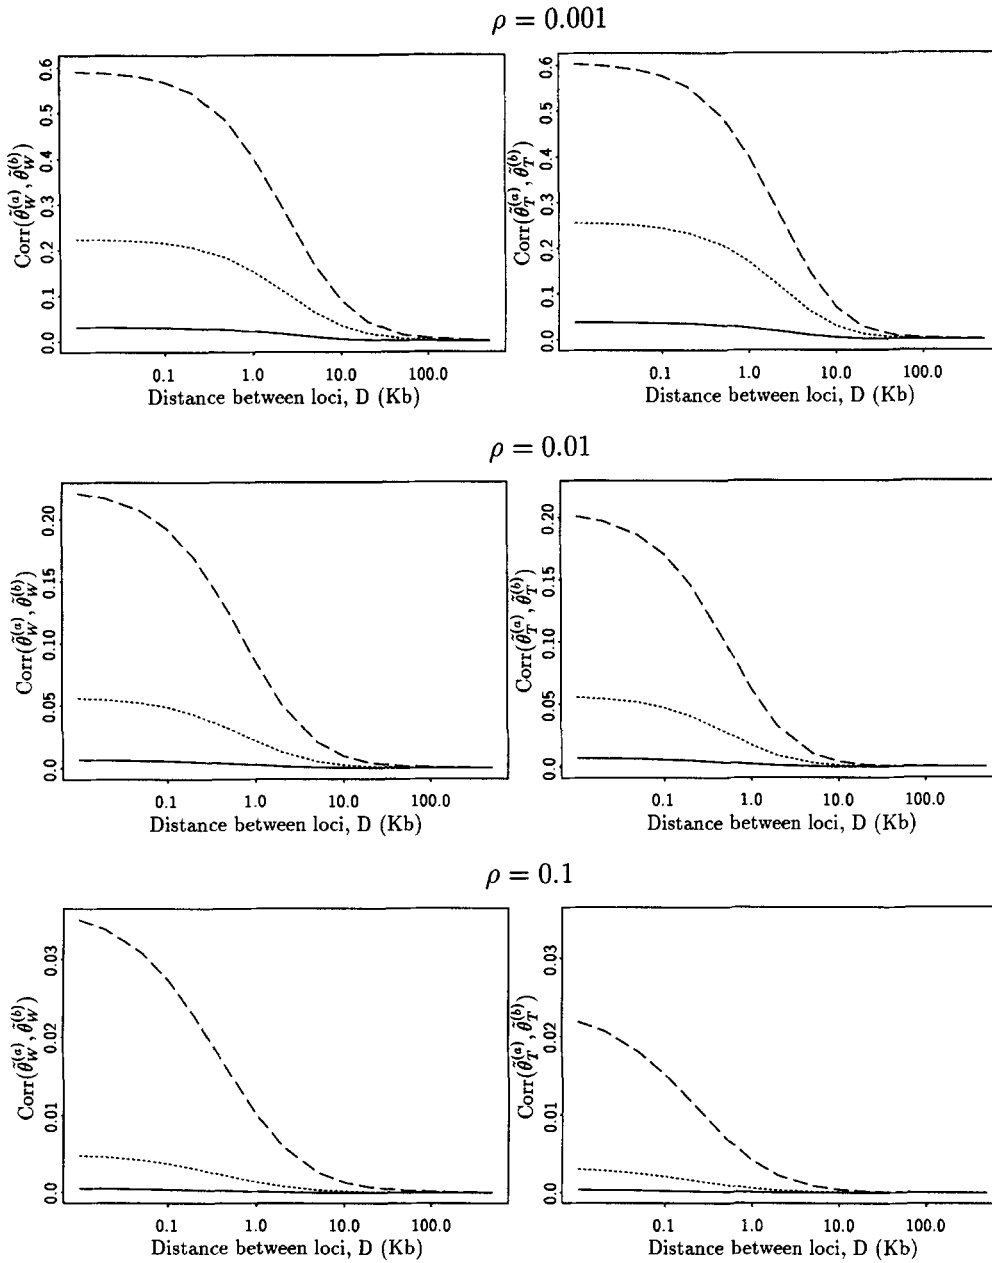 ρ = 0.001
Corr(θ̃_W^(a), θ̃_W^(b))
0.0 0.1 0.2 0.3 0.4 0.5 0.6
0.1 1.0 10.0 100.0
Distance between loci, D (Kb)
Corr(θ̃_T^(a), θ̃_T^(b))
0.0 0.1 0.2 0.3 0.4 0.5 0.6
0.1 1.0 10.0 100.0
Distance between loci, D (Kb)
ρ = 0.01
Corr(θ̃_W^(a), θ̃_W^(b))
0.0 0.05 0.10 0.15 0.20
0.1 1.0 10.0 100.0
Distance between loci, D (Kb)
Corr(θ̃_T^(a), θ̃_T^(b))
0.0 0.05 0.10 0.15 0.20
0.1 1.0 10.0 100.0
Distance between loci, D (Kb)
ρ = 0.1
Corr(θ̃_W^(a), θ̃_W^(b))
0.0 0.01 0.02 0.03
0.1 1.0 10.0 100.0
Distance between loci, D (Kb)
Corr(θ̃_T^(a), θ̃_T^(b))
0.0 0.01 0.02 0.03
0.1 1.0 10.0 100.0
Distance between loci, D (Kb)